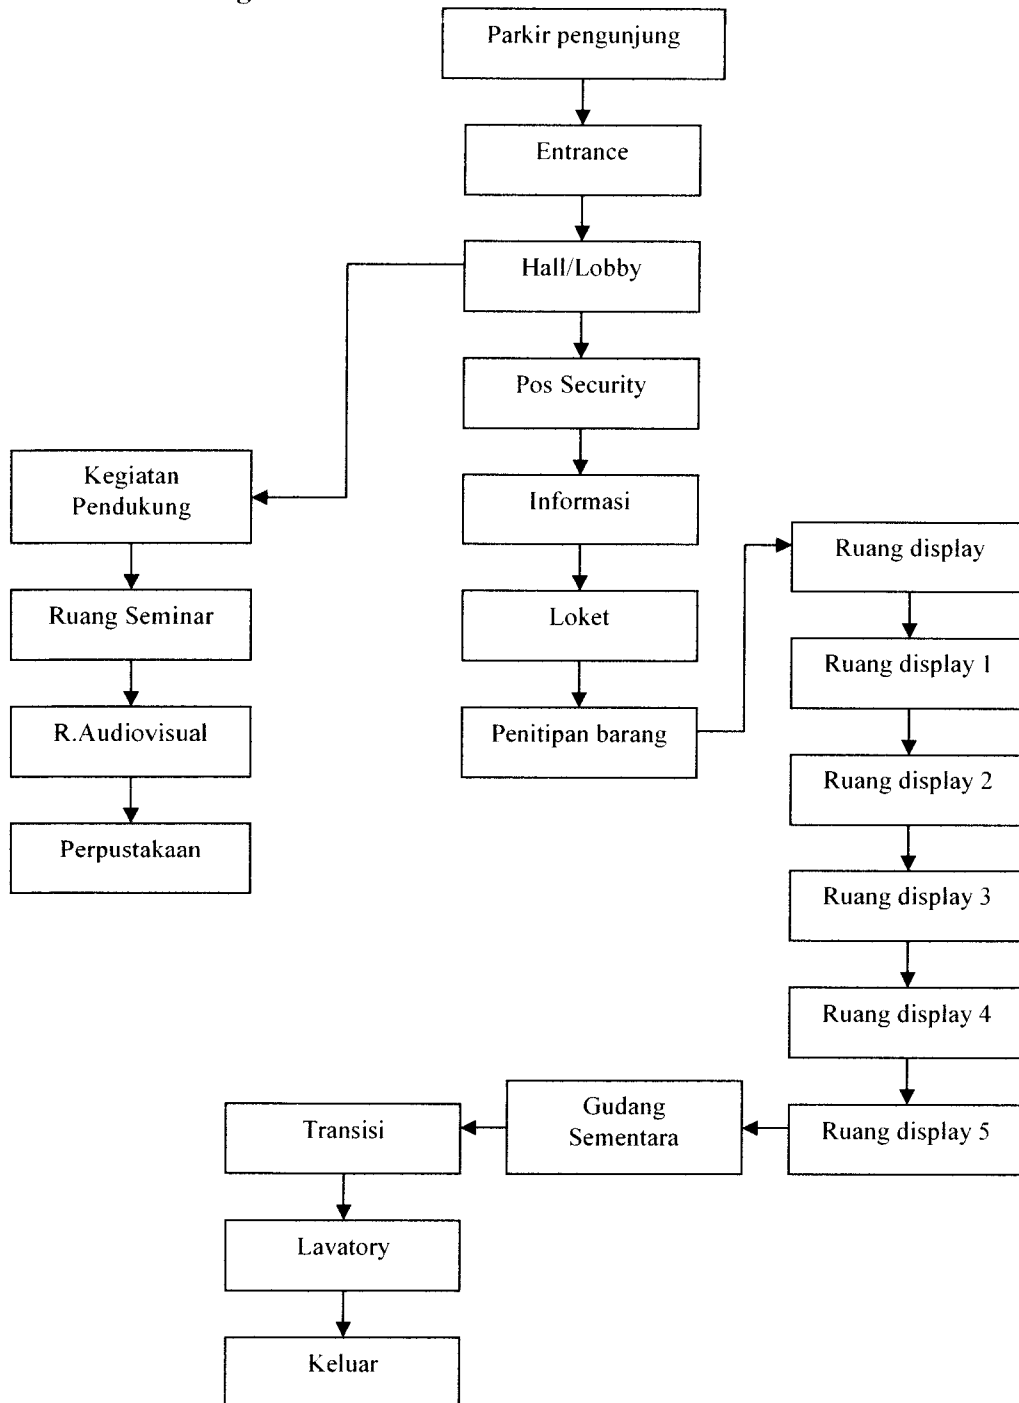 Parkir pengunjung
Entrance
Hall/Lobby
Pos Security
Informasi
Loket
Penitipan barang
Kegiatan
Pendukung
Ruang Seminar
R.Audiovisual
Perpustakaan
Ruang display
Ruang display 1
Ruang display 2
Ruang display 3
Ruang display 4
Ruang display 5
Gudang
Sementara
Transisi
Lavatory
Keluar